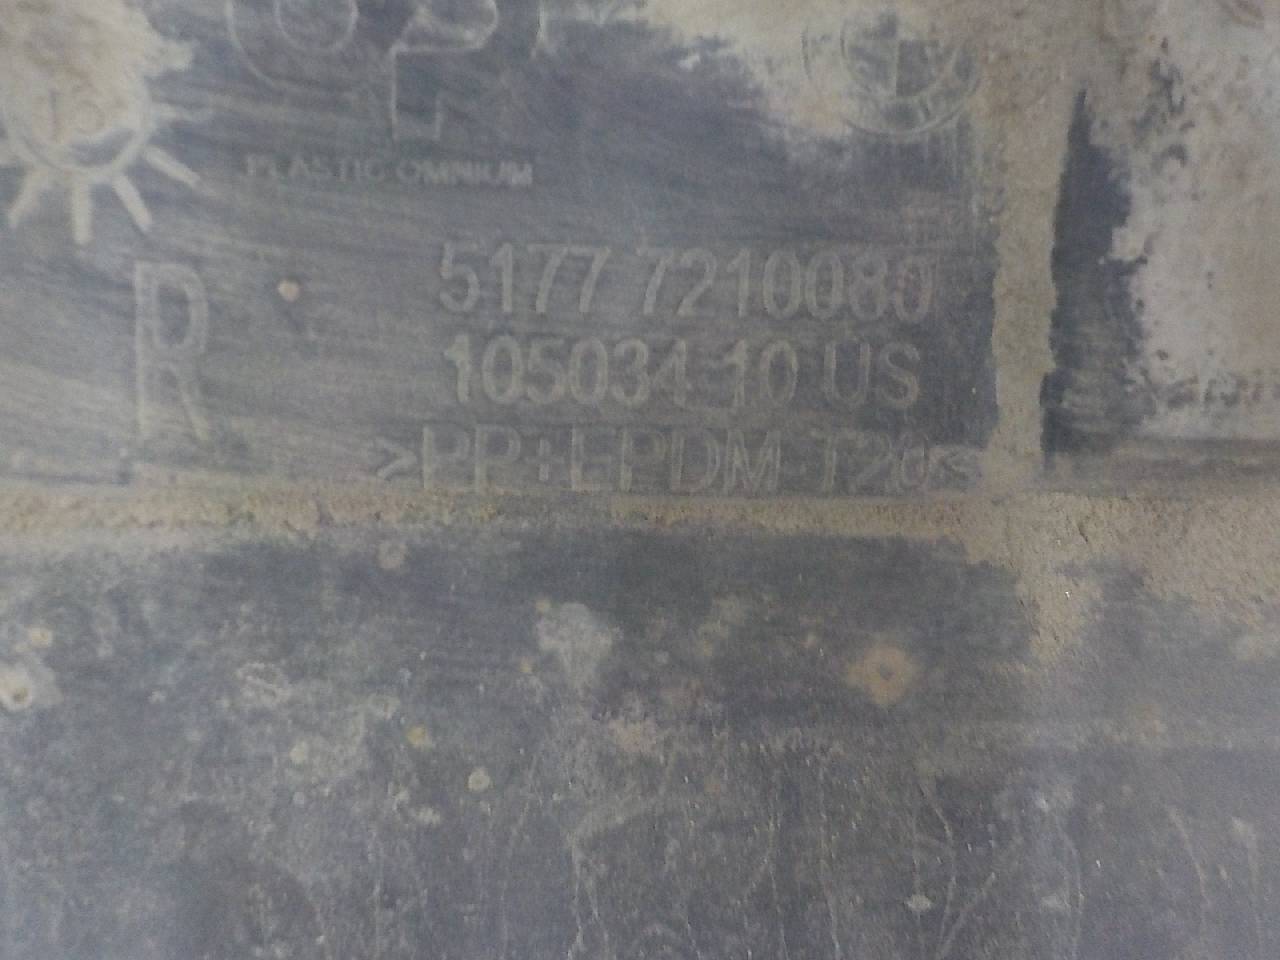 PLASTIC OMNIUM
R
5177 7210080
105034 10 US
>PP+EPDM-T20<